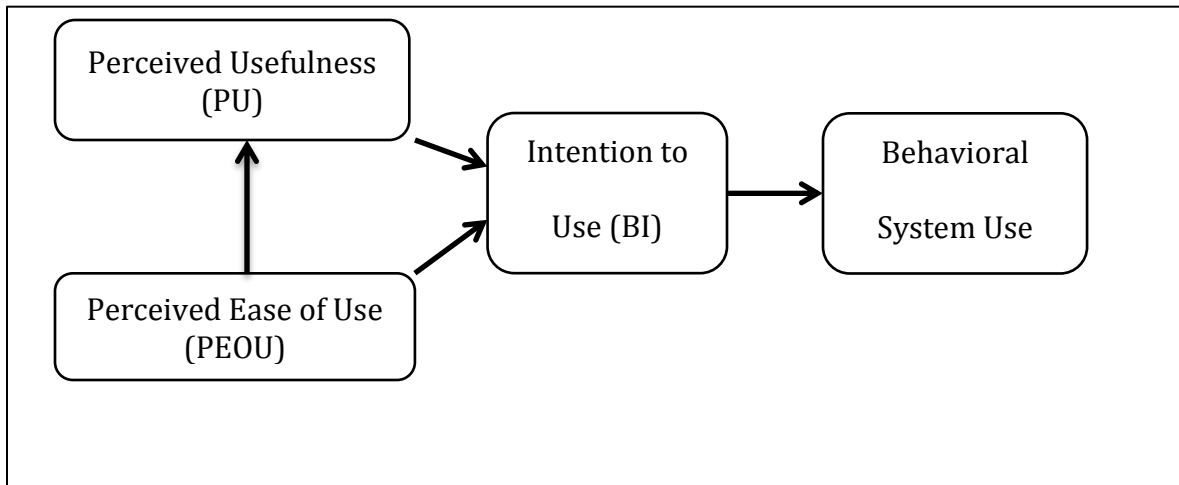 Perceived Usefulness
(PU)
Intention to
Use (BI)
Behavioral
System Use
Perceived Ease of Use
(PEOU)